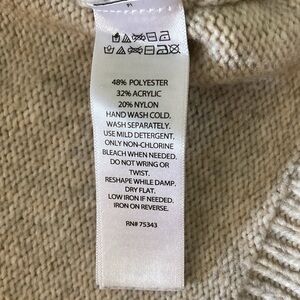 48% POLYESTER
32% ACRYLIC
20% NYLON
HAND WASH COLD.
WASH SEPARATELY.
USE MILD DETERGENT.
ONLY NON-CHLORINE
BLEACH WHEN NEEDED.
DO NOT WRING OR
TWIST.
RESHAPE WHILE DAMP.
DRY FLAT.
LOW IRON IF NEEDED.
IRON ON REVERSE.
RN# 75343